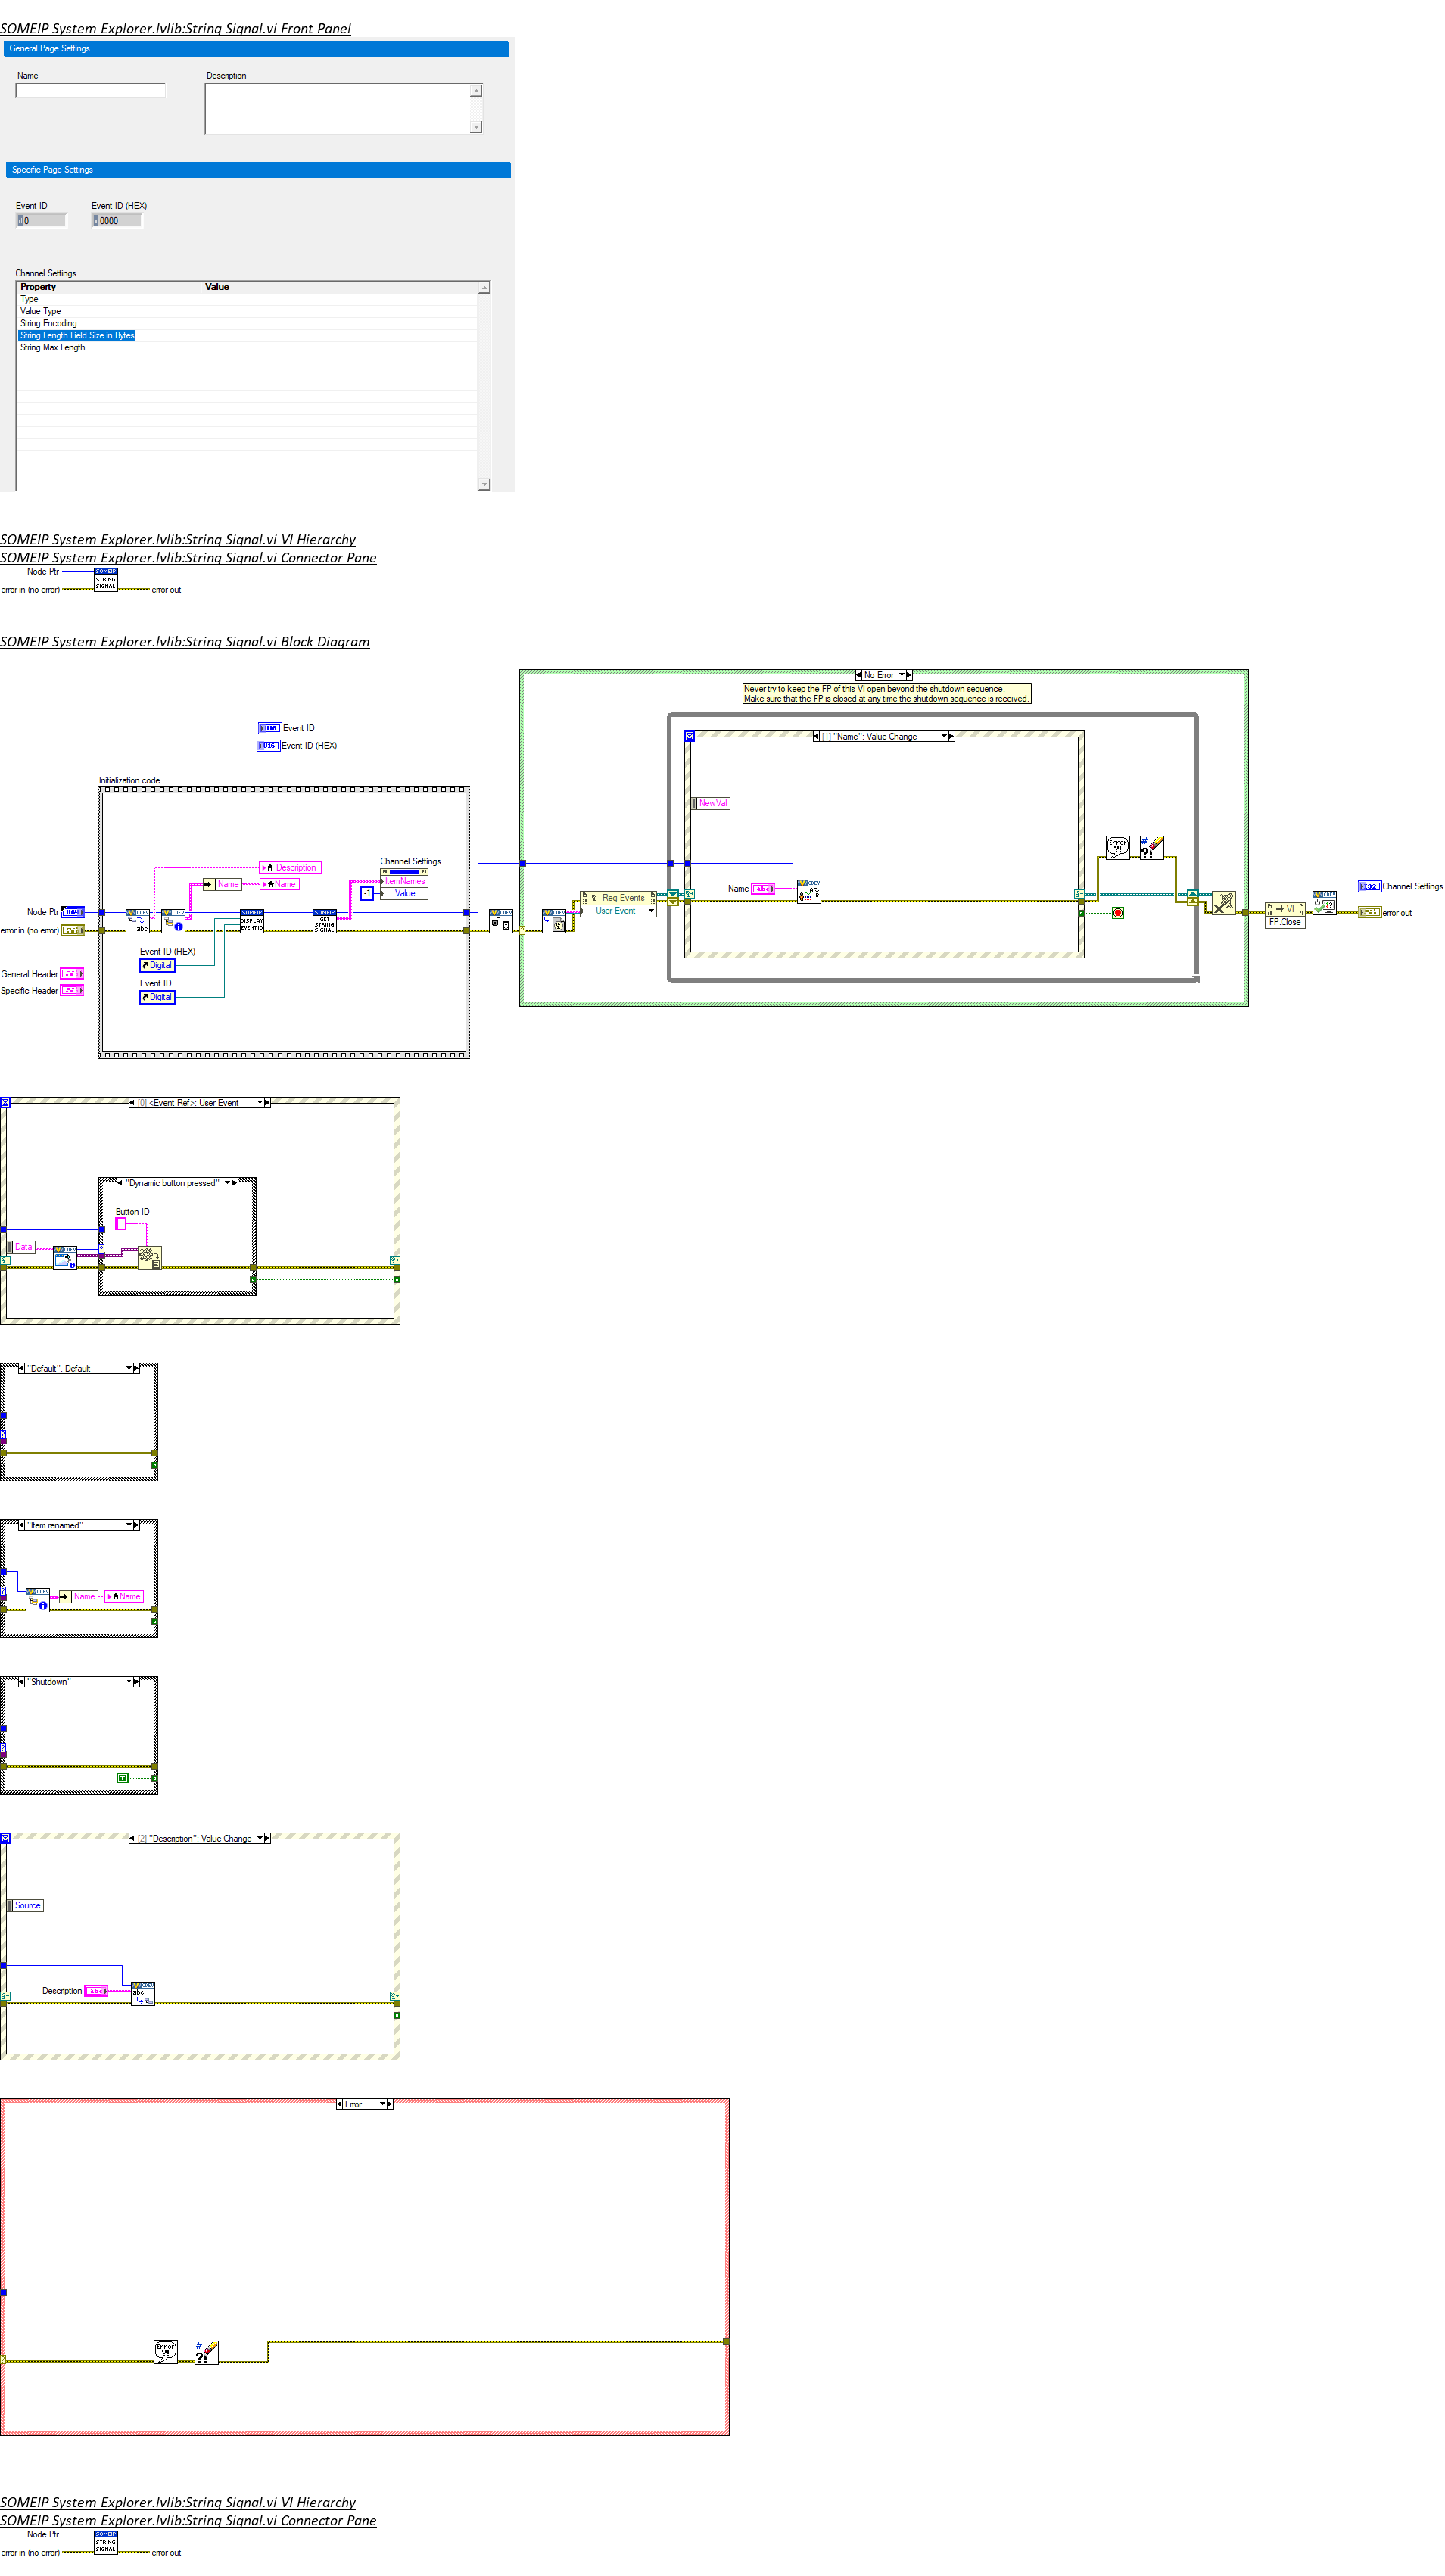 SOMEIP System Explorer.lvlib:String Signal.vi Front Panel
General Page Settings
Name
Description
Specific Page Settings
Event ID
Event ID (HEX)
0
0000
Channel Settings
Property Value
Type
Value Type
String Encoding
String Length Field Size in Bytes
String Max Length
SOMEIP System Explorer.lvlib:String Signal.vi VI Hierarchy
SOMEIP System Explorer.lvlib:String Signal.vi Connector Pane
Node Ptr
SOMEIP
STRING
SIGNAL
error in (no error)
error out
SOMEIP System Explorer.lvlib:String Signal.vi Block Diagram
No Error
Never try to keep the FP of this VI open beyond the shutdown sequence.
Make sure that the FP is closed at any time the shutdown sequence is received.
U16 Event ID
U16 Event ID (HEX)
[1] "Name": Value Change
Initialization code
NewVal
Error
?!
#
?!
Channel Settings
Description
ItemNames
Name
Name
-1
Value
Name
abc
Reg Events
User Event
I32 Channel Settings
Node Ptr
U64
abc
SOMEIP
DISPLAY
EVENT ID
SOMEIP
GET
STRING
SIGNAL
error in (no error)
VI
FP.Close
error out
Event ID (HEX)
Digital
General Header
Event ID
Specific Header
Digital
[0] <Event Ref>: User Event
"Dynamic button pressed"
Button ID
Data
"Default", Default
"Item renamed"
Name
Name
"Shutdown"
T
[2] "Description": Value Change
Source
Description
abc
abc
Error
Error
?!
#
?!
SOMEIP System Explorer.lvlib:String Signal.vi VI Hierarchy
SOMEIP System Explorer.lvlib:String Signal.vi Connector Pane
Node Ptr
SOMEIP
STRING
SIGNAL
error in (no error)
error out